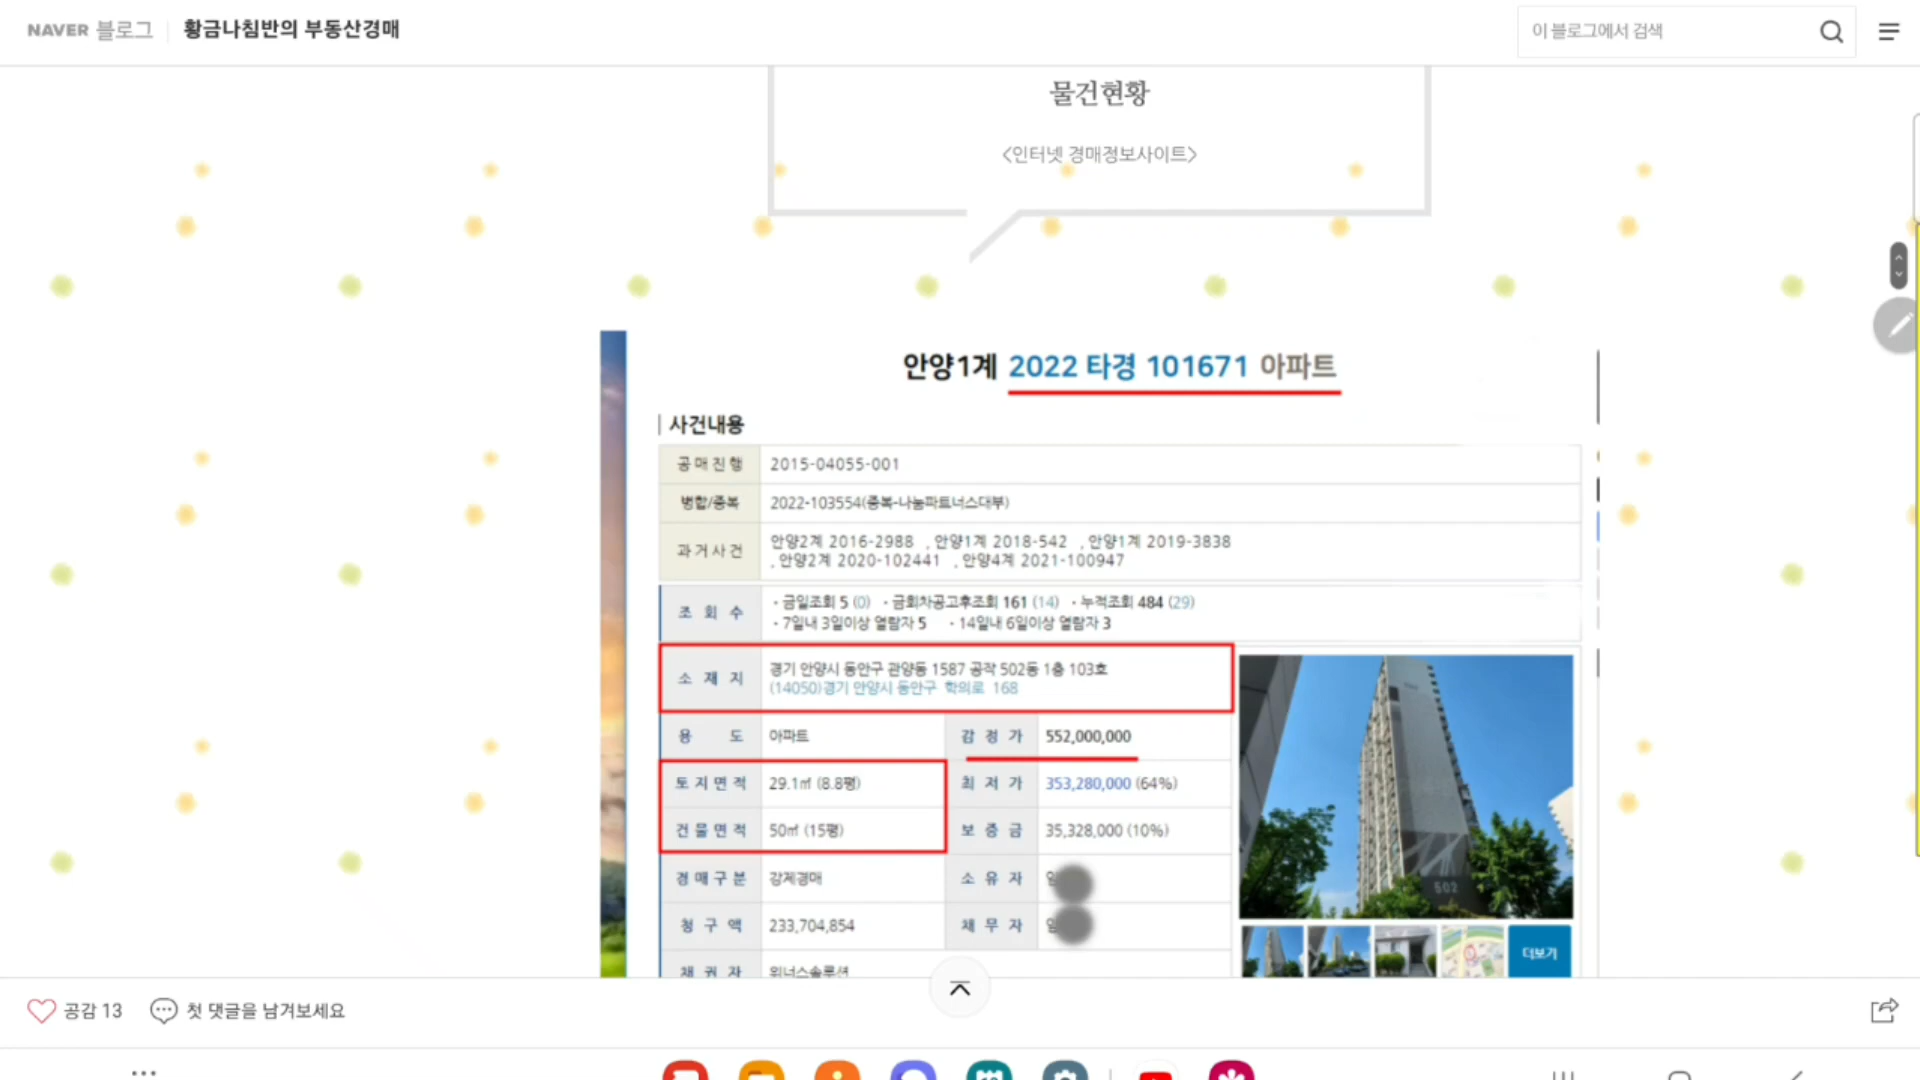 NAVER 블로그 황금나침반의 부동산경매
이 블로그에서 검색
물건현황
<인터넷 경매정보사이트>
안양1계 2022 타경 101671 아파트
사건내용
공매진행 2015-04055-001
병합/중복 2022-103554(중복-나눔파트너스대부)
과거사건 안양2계 2016-2988 , 안양1계 2018-542 , 안양1계 2019-3838
, 안양2계 2020-102441 , 안양4계 2021-100947
조회수 · 금일조회 5 (0) · 금회차공고후조회 161 (14) · 누적조회 484 (29)
· 7일내 3일이상 열람자 5 · 14일내 6일이상 열람자 3
소재지 경기 안양시 동안구 관양동 1587 공작 502동 1층 103호
(14050)경기 안양시 동안구 학의로 168
용도 아파트 감정가 552,000,000
토지면적 29.1㎡ (8.8평) 최저가 353,280,000 (64%)
건물면적 50㎡ (15평) 보증금 35,328,000 (10%)
경매구분 강제경매 소유자
청구액 233,704,854 채무자
채권자 위너스솔루션
502
더보기
공감 13 첫 댓글을 남겨보세요